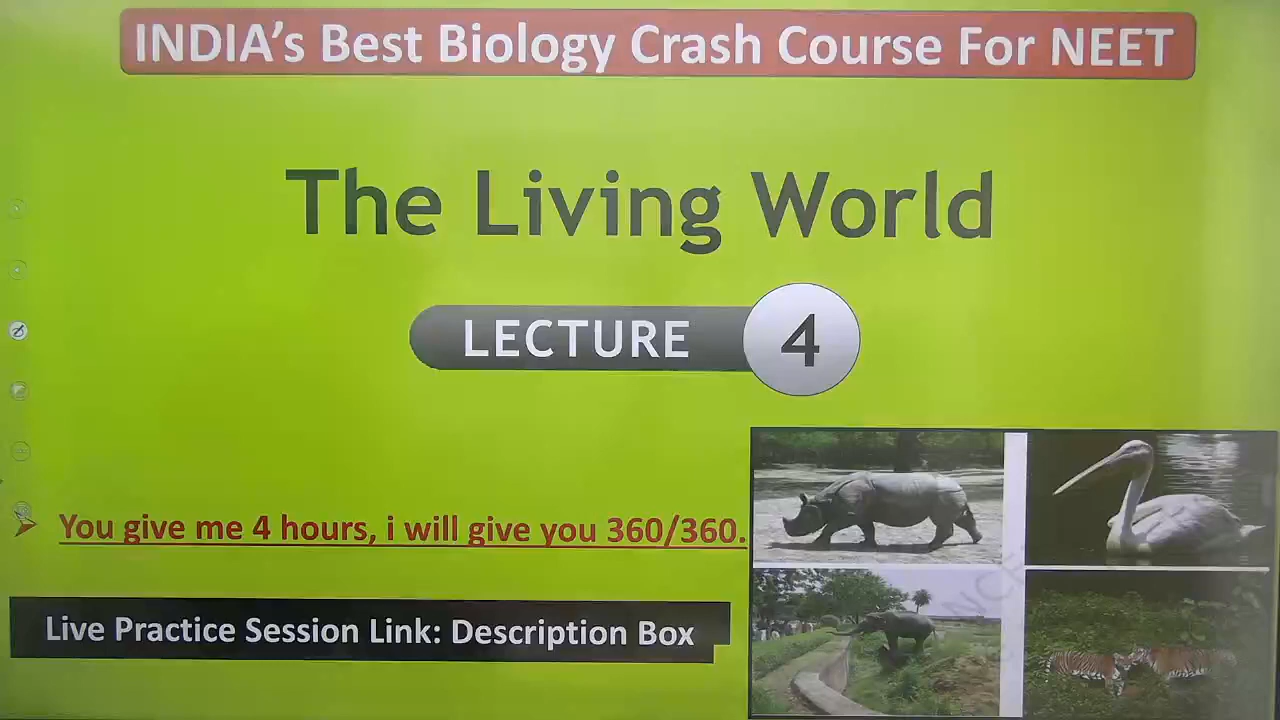 INDIA's Best Biology Crash Course For NEET
The Living World
LECTURE 4
You give me 4 hours, i will give you 360/360.
Live Practice Session Link: Description Box